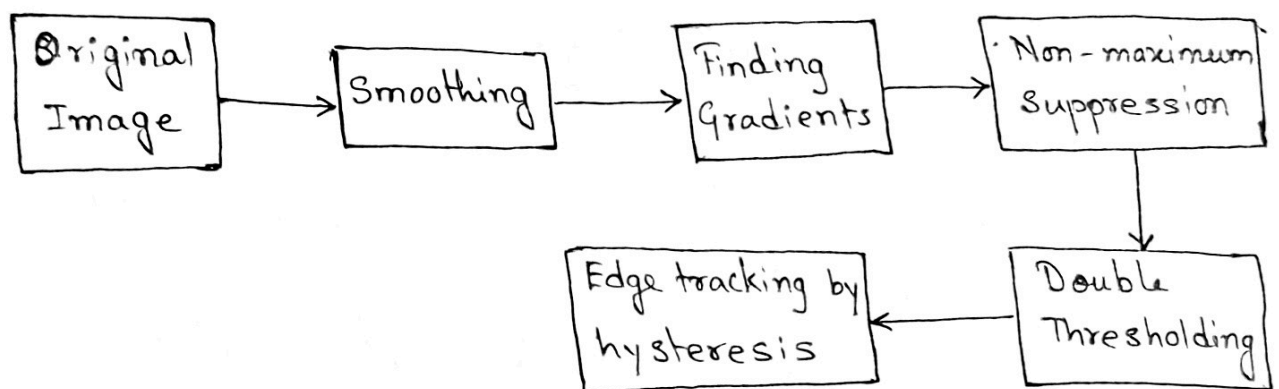 Original
Image
Smoothing
Finding
Gradients
Non-maximum
Suppression
Double
Thresholding
Edge tracking by
hysteresis